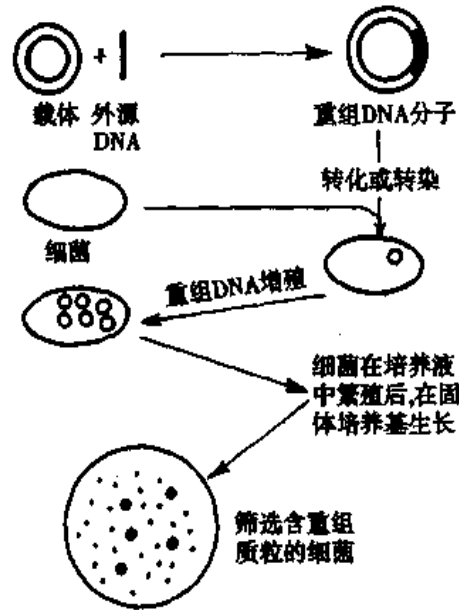 +
载体 外源
DNA
重组DNA分子
转化或转染
细菌
重组DNA增殖
细菌在培养液
中繁殖后,在固
体培养基生长
筛选含重组
质粒的细菌